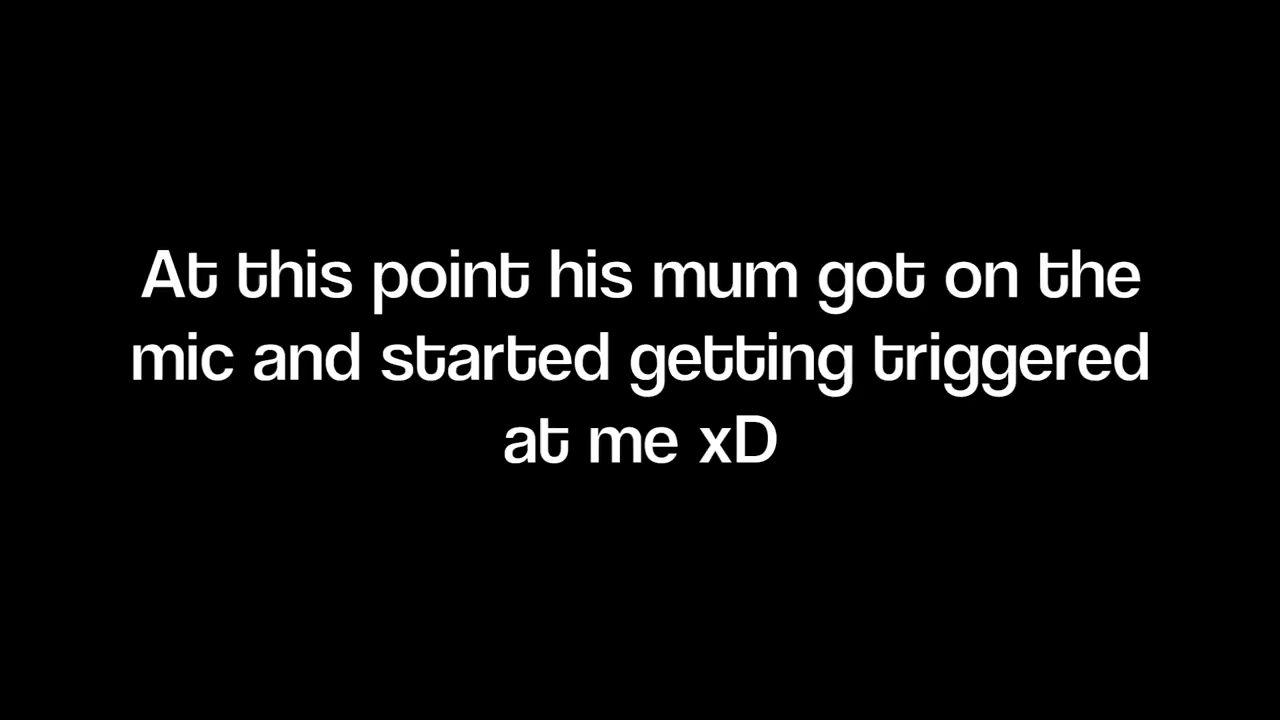 At this point his mum got on the
mic and started getting triggered
at me xD